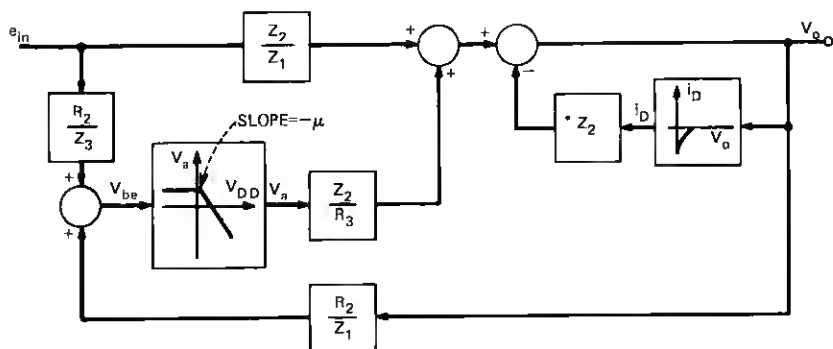 e_in
Z_2
Z_1
+
+
+
−
V_o
R_2
Z_3
SLOPE=−μ
V_a
V_DD
V_a
+
V_be
+
Z_2
R_3
Z_2
i_D
i_D
V_o
R_2
Z_1